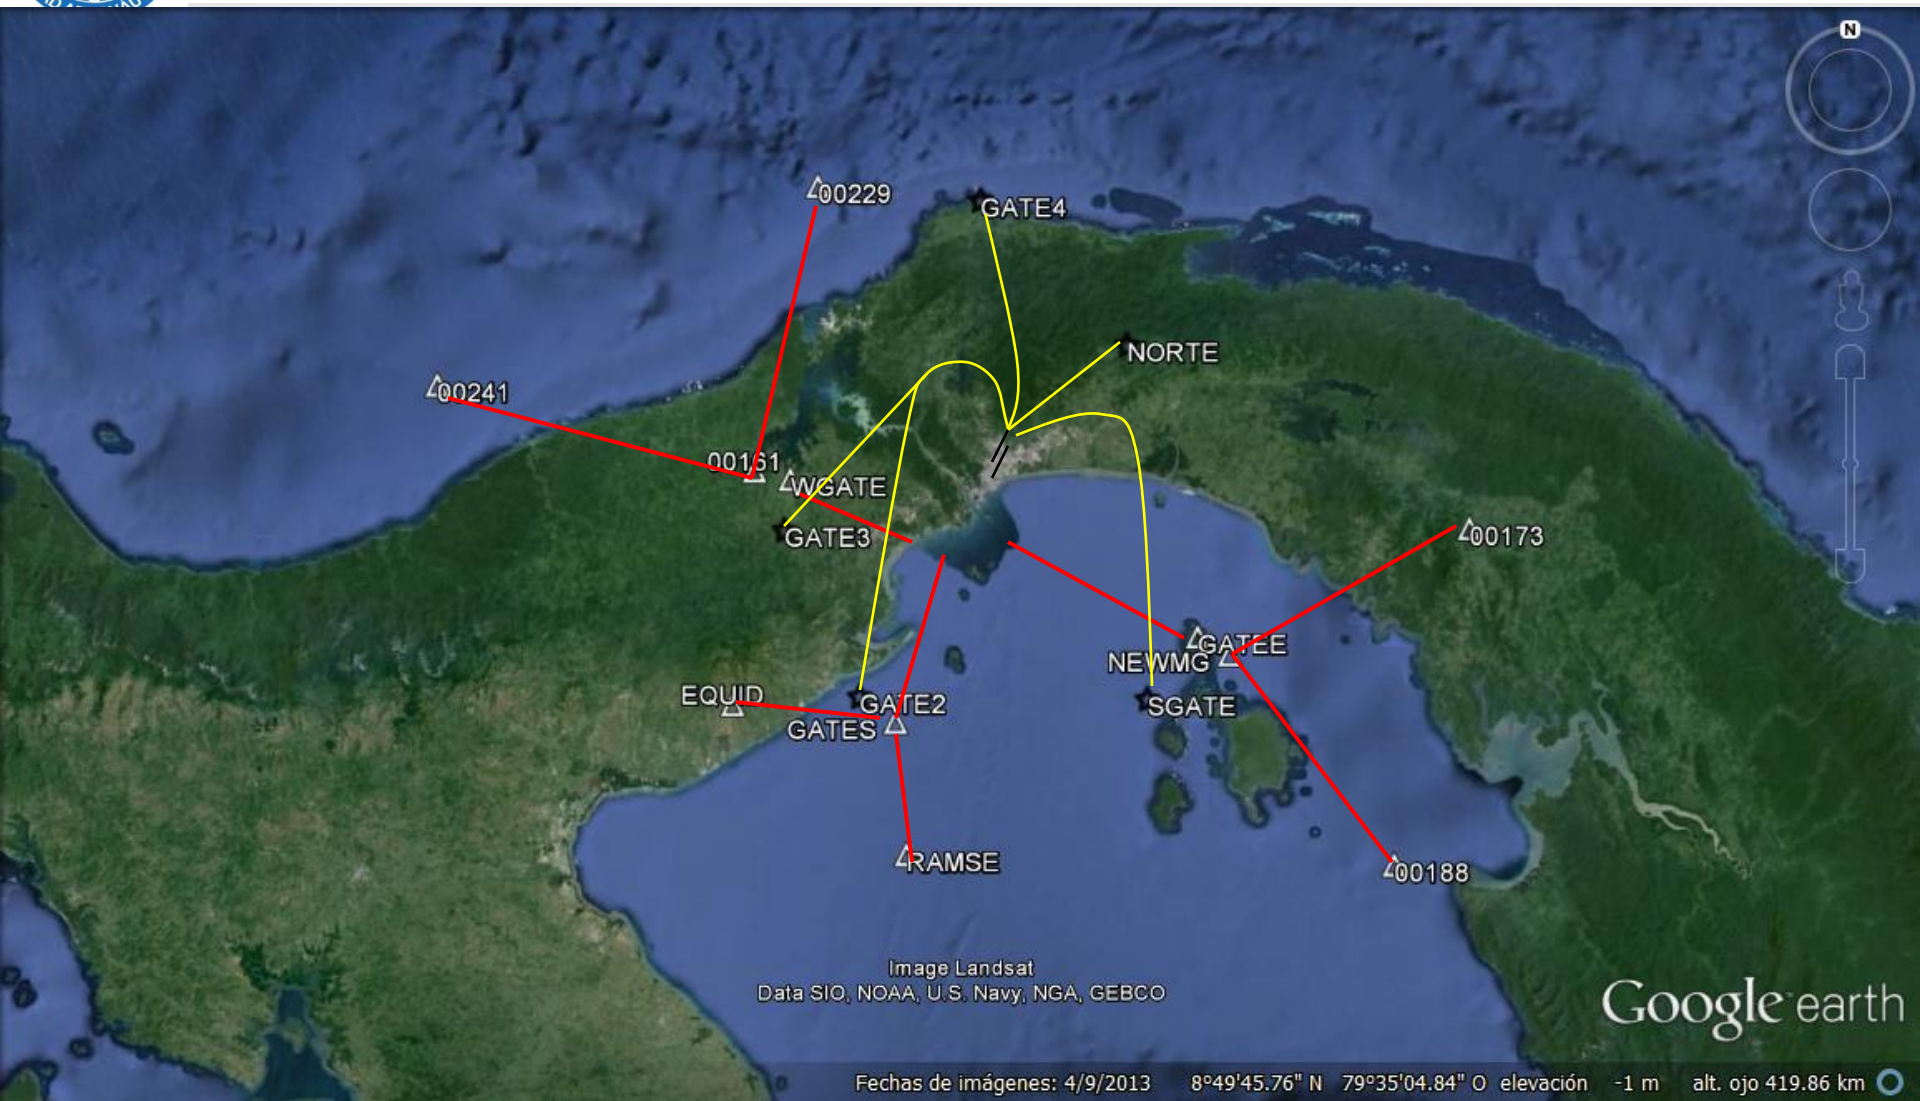 N
00229
GATE4
NORTE
00241
00161
WGATE
GATE3
00173
GATEE
NEWMG
EQUID
GATE2
SGATE
GATES
RAMSE
00188
Image Landsat
Data SIO, NOAA, U.S. Navy, NGA, GEBCO
Google earth
Fechas de imágenes: 4/9/2013 8°49'45.76" N 79°35'04.84" O elevación -1 m alt. ojo 419.86 km